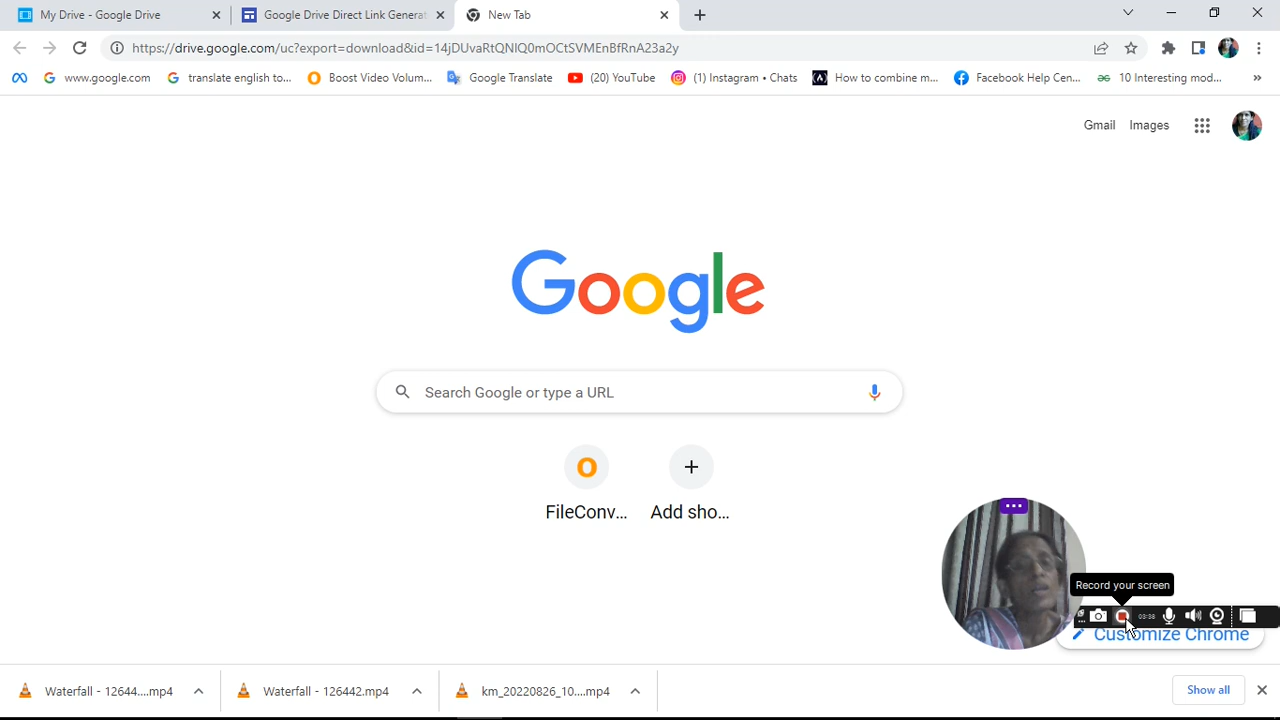 My Drive - Google Drive
Google Drive Direct Link Generat
New Tab
https://drive.google.com/uc?export=download&id=14jDUvaRtQNIQ0mOCtSVMEnBfRnA23a2y
www.google.com
translate english to...
Boost Video Volum...
Google Translate
(20) YouTube
(1) Instagram • Chats
How to combine m...
Facebook Help Cen...
10 Interesting mod...
Gmail Images
Google
Search Google or type a URL
FileConv...
Add sho...
Record your screen
03:38
Customize Chrome
Waterfall - 12644....mp4
Waterfall - 126442.mp4
km_20220826_10....mp4
Show all